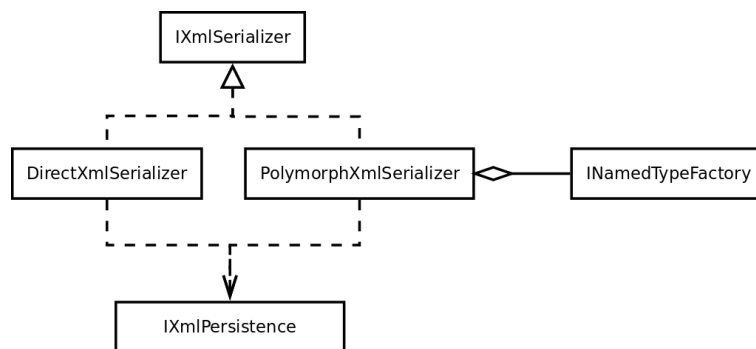 IXmlSerializer
DirectXmlSerializer
PolymorphXmlSerializer
INamedTypeFactory
IXmlPersistence